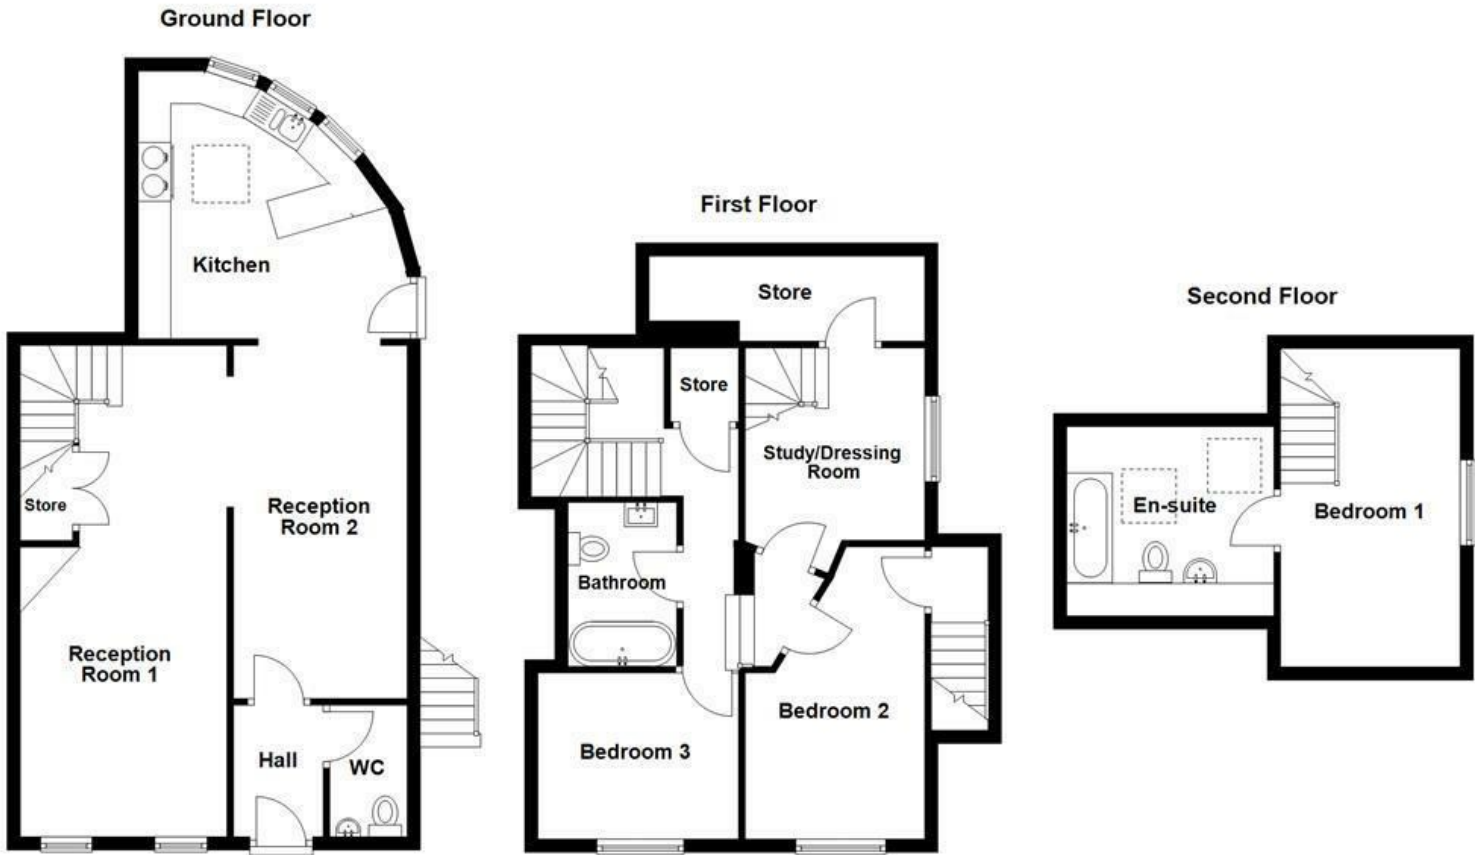 Ground Floor
Kitchen
Store
Reception
Room 2
Reception
Room 1
Hall
WC
First Floor
Store
Store
Study/Dressing
Room
Bathroom
Bedroom 2
Bedroom 3
Second Floor
En-suite
Bedroom 1